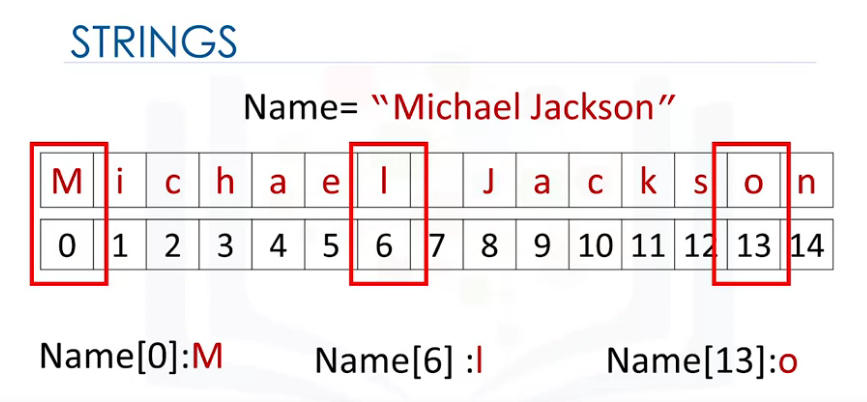 STRINGS
Name= "Michael Jackson"
M i c h a e l J a c k s o n
0 1 2 3 4 5 6 7 8 9 10 11 12 13 14
Name[0]:M Name[6] :l Name[13]:o